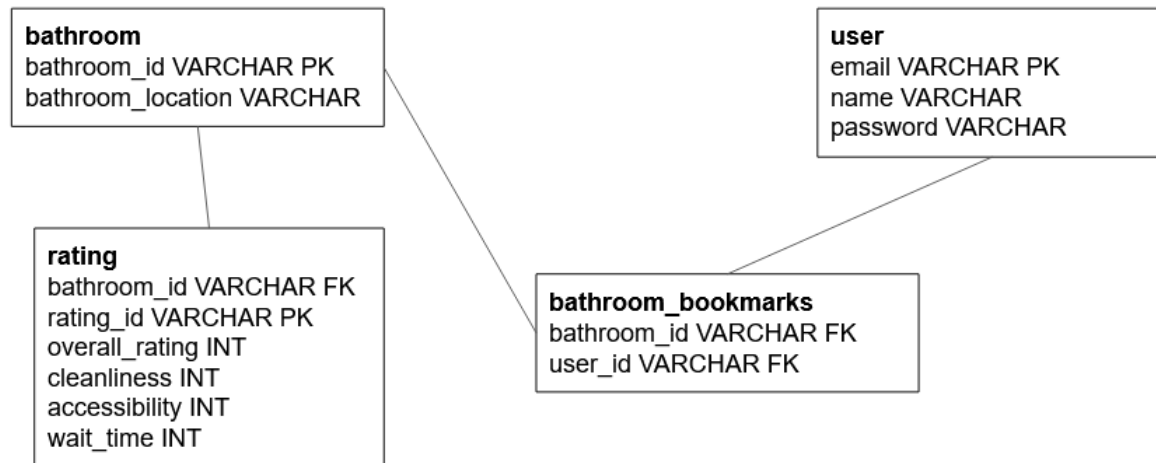 bathroom
bathroom_id VARCHAR PK
bathroom_location VARCHAR
user
email VARCHAR PK
name VARCHAR
password VARCHAR
rating
bathroom_id VARCHAR FK
rating_id VARCHAR PK
overall_rating INT
cleanliness INT
accessibility INT
wait_time INT
bathroom_bookmarks
bathroom_id VARCHAR FK
user_id VARCHAR FK